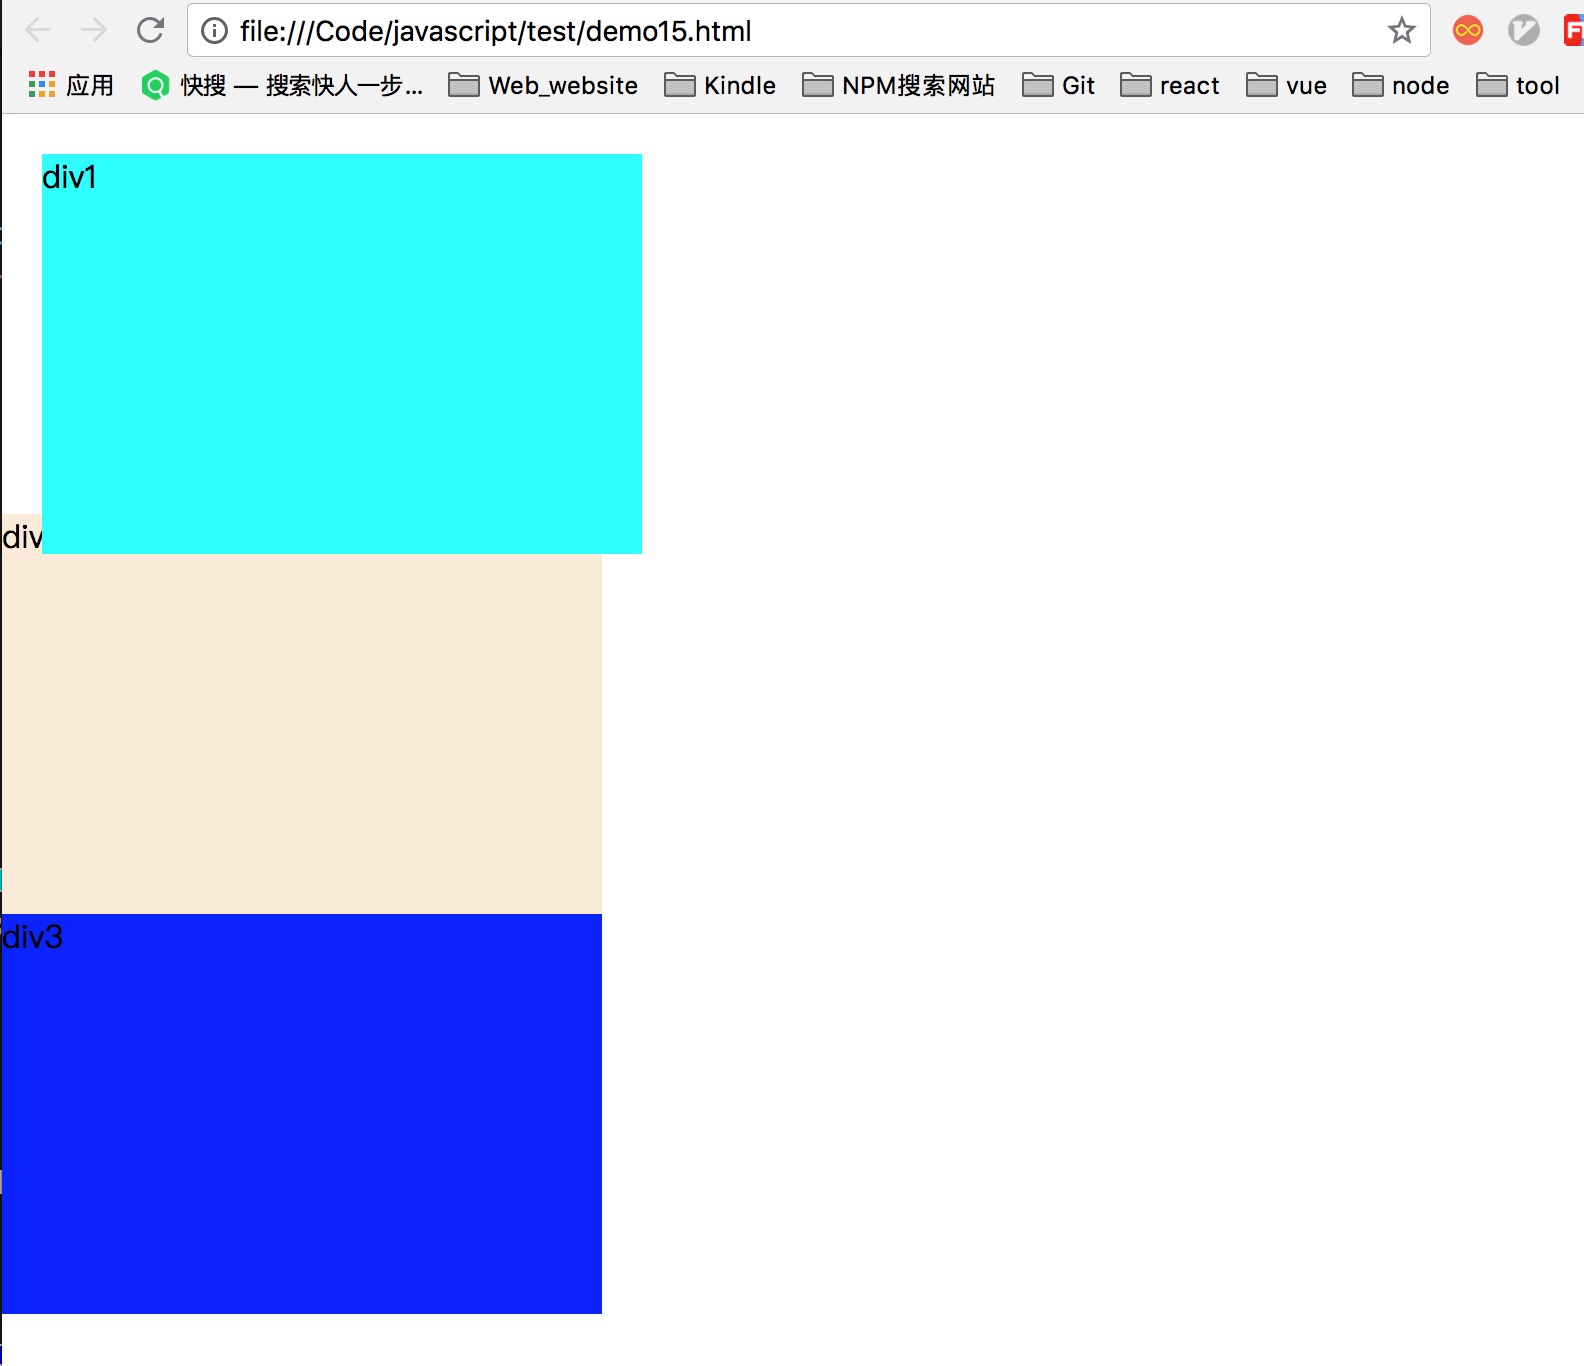 file:///Code/javascript/test/demo15.html
应用 快搜 — 搜索快人一步... Web_website Kindle NPM搜索网站 Git react vue node tool
div1
div
div3